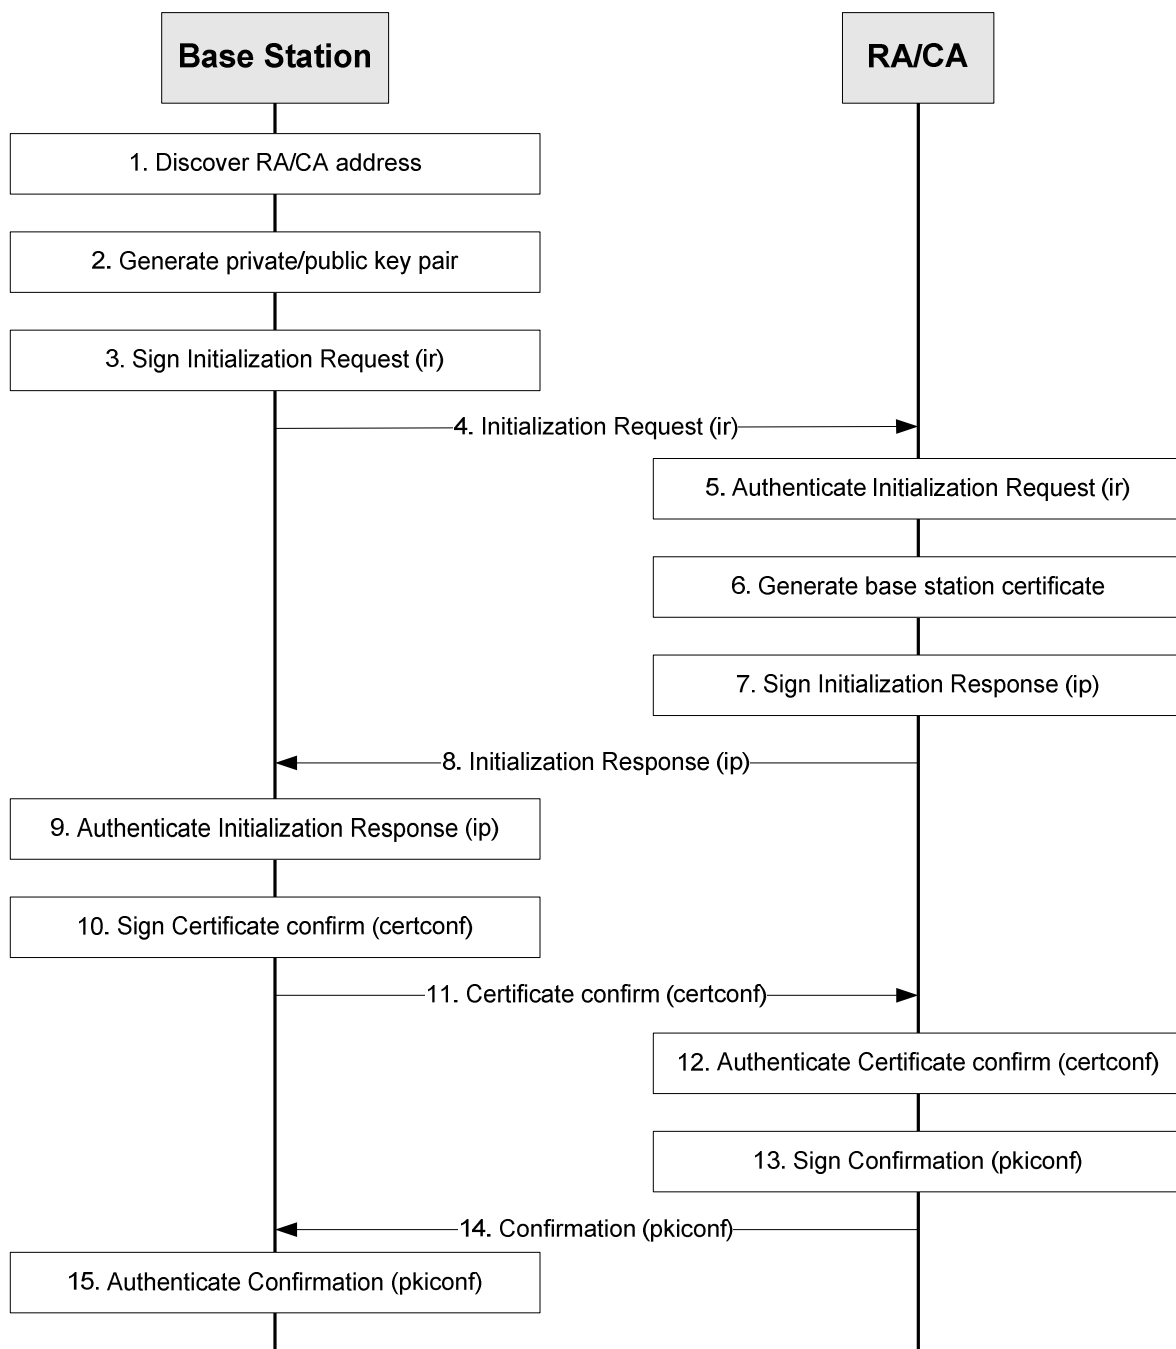 Base Station
RA/CA
1. Discover RA/CA address
2. Generate private/public key pair
3. Sign Initialization Request (ir)
4. Initialization Request (ir)
5. Authenticate Initialization Request (ir)
6. Generate base station certificate
7. Sign Initialization Response (ip)
8. Initialization Response (ip)
9. Authenticate Initialization Response (ip)
10. Sign Certificate confirm (certconf)
11. Certificate confirm (certconf)
12. Authenticate Certificate confirm (certconf)
13. Sign Confirmation (pkiconf)
14. Confirmation (pkiconf)
15. Authenticate Confirmation (pkiconf)